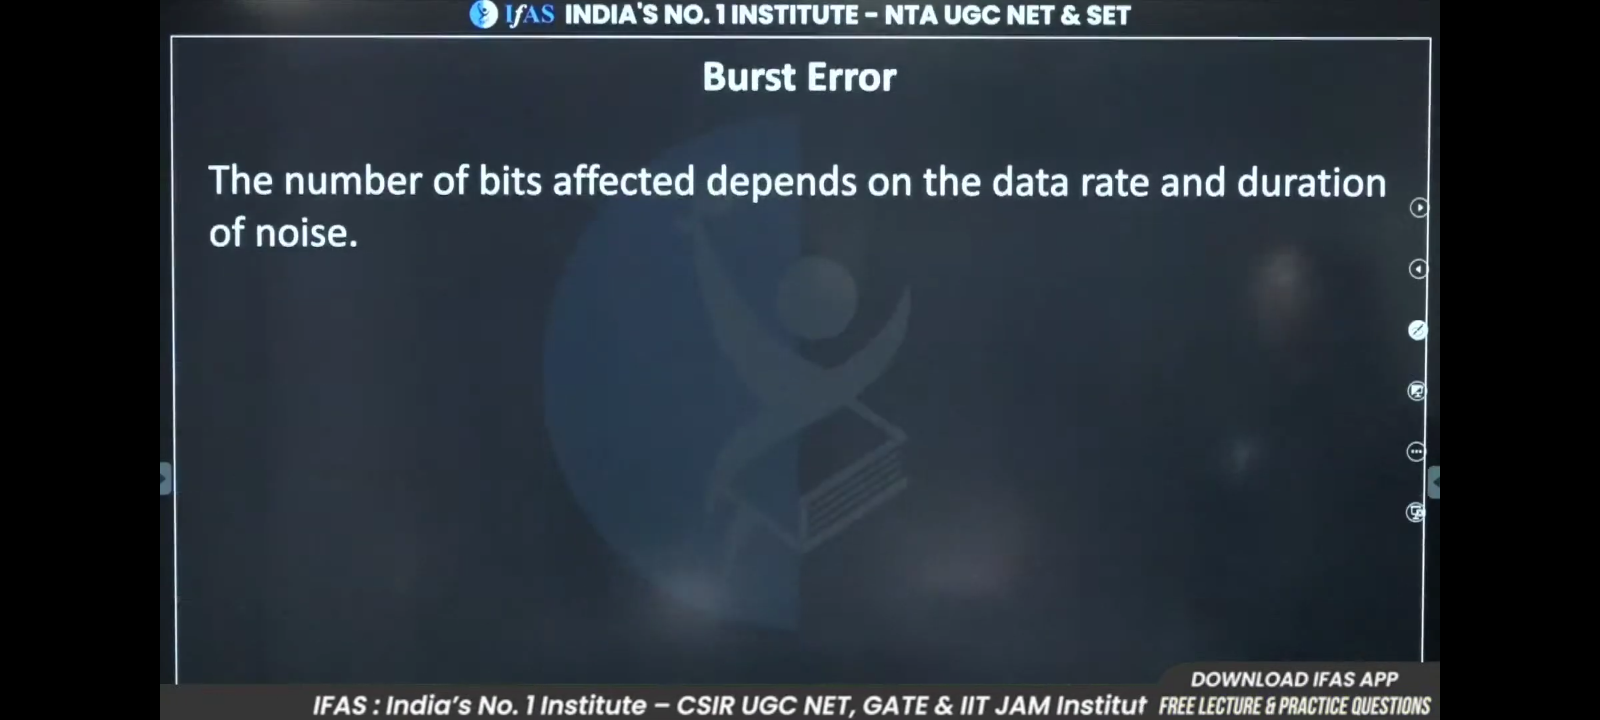 IfAS INDIA'S NO. 1 INSTITUTE - NTA UGC NET & SET
Burst Error
The number of bits affected depends on the data rate and duration
of noise.
DOWNLOAD IFAS APP
IFAS : India's No. 1 Institute – CSIR UGC NET, GATE & IIT JAM Institut
FREE LECTURE & PRACTICE QUESTIONS